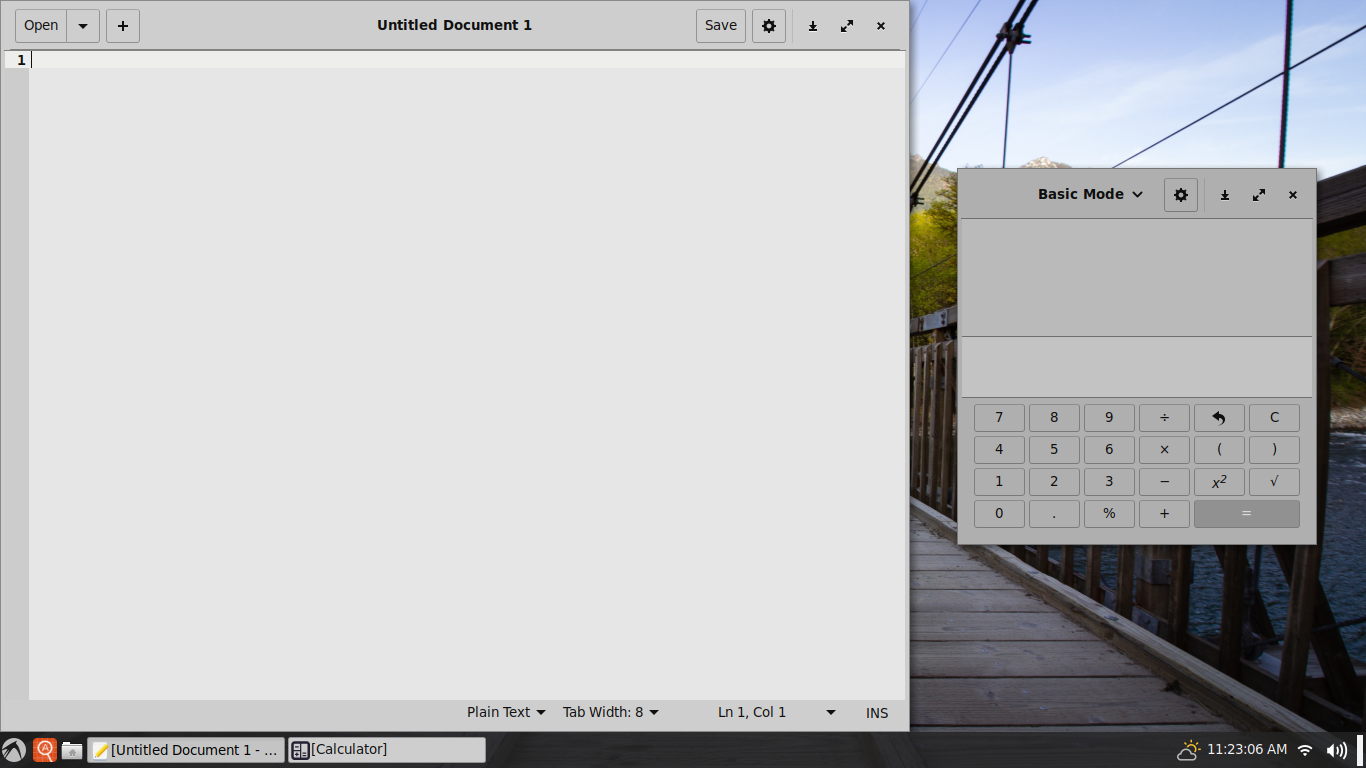 Open
Untitled Document 1
Save
1
Basic Mode
7 8 9 ÷ C
4 5 6 × ( )
1 2 3 − x² √
0 . % + =
Plain Text
Tab Width: 8
Ln 1, Col 1
INS
[Untitled Document 1 - ...
[Calculator]
11:23:06 AM